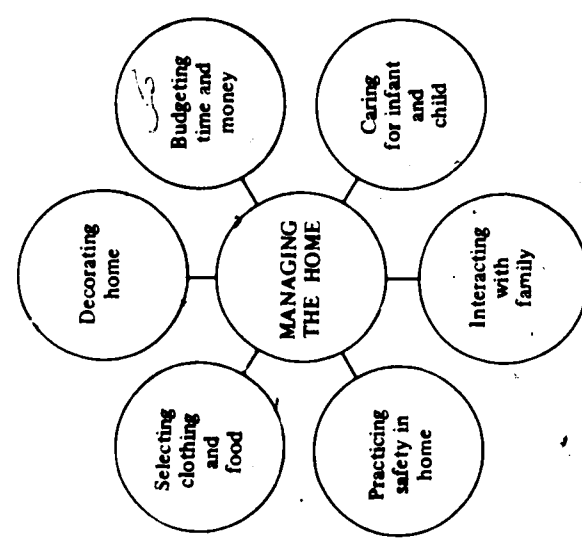 Decorating
home
Budgeting
time and
money
Caring
for infant
and
child
Interacting
with
family
Practicing
safety in
home
Selecting
clothing
and
food
MANAGING
THE HOME